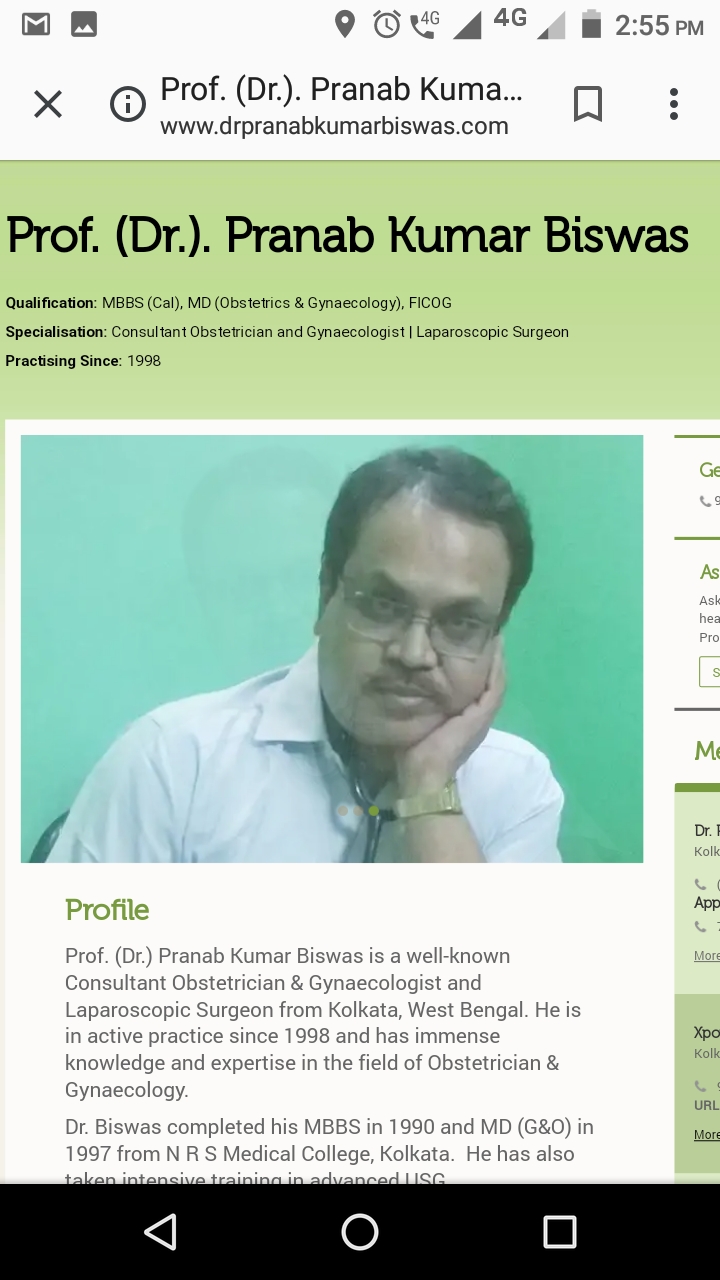 4G
4G
2:55 PM
Prof. (Dr.). Pranab Kuma...
www.drpranabkumarbiswas.com
Prof. (Dr.). Pranab Kumar Biswas
Qualification: MBBS (Cal), MD (Obstetrics & Gynaecology), FICOG
Specialisation: Consultant Obstetrician and Gynaecologist | Laparoscopic Surgeon
Practising Since: 1998
Ge
9
As
Ask
hea
Pro
S
Me
Dr. P
Kolk
(
App
7
More
Xpo
Kolk
9
URL
More
Profile
Prof. (Dr.) Pranab Kumar Biswas is a well-known
Consultant Obstetrician & Gynaecologist and
Laparoscopic Surgeon from Kolkata, West Bengal. He is
in active practice since 1998 and has immense
knowledge and expertise in the field of Obstetrician &
Gynaecology.
Dr. Biswas completed his MBBS in 1990 and MD (G&O) in
1997 from N R S Medical College, Kolkata. He has also
taken intensive training in advanced USG